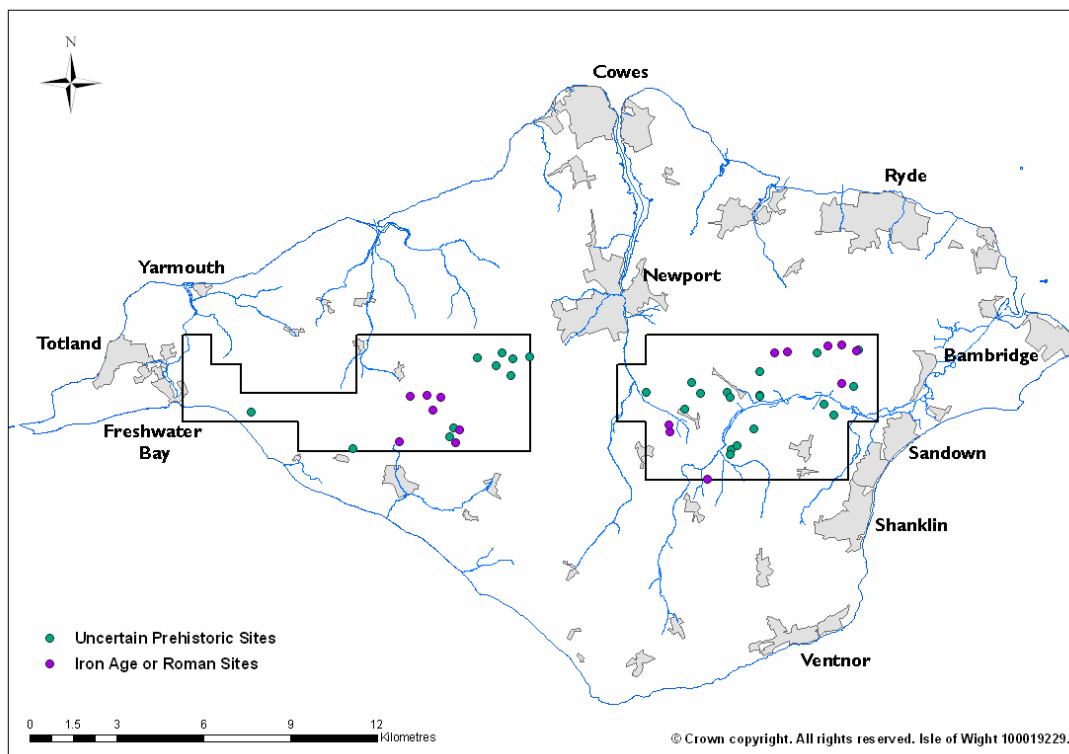 N
Cowes
Ryde
Newport
Yarmouth
Totland
Bambridge
Freshwater
Bay
Sandown
Shanklin
Ventnor
Uncertain Prehistoric Sites
Iron Age or Roman Sites
0 1.5 3 6 9 12
Kilometres
© Crown copyright. All rights reserved. Isle of Wight 100019229.